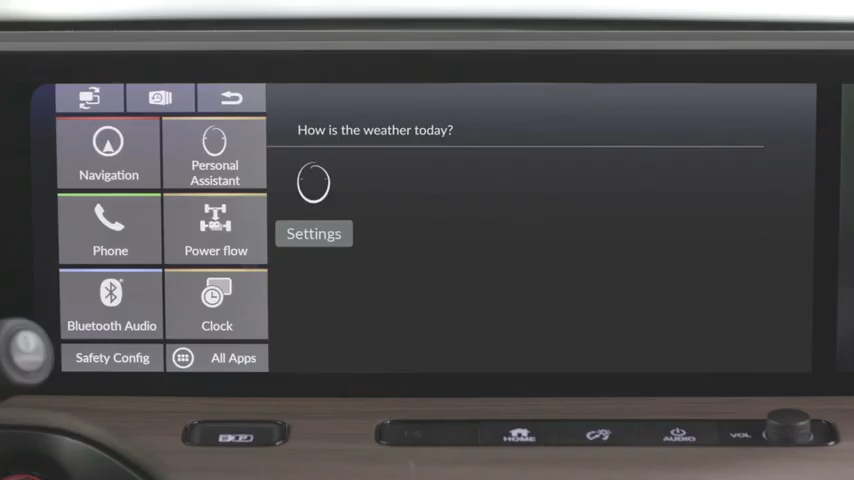 How is the weather today?
Navigation
Personal
Assistant
Settings
Phone
Power flow
Bluetooth Audio
Clock
Safety Config
All Apps
HOME
AUDIO
VOL